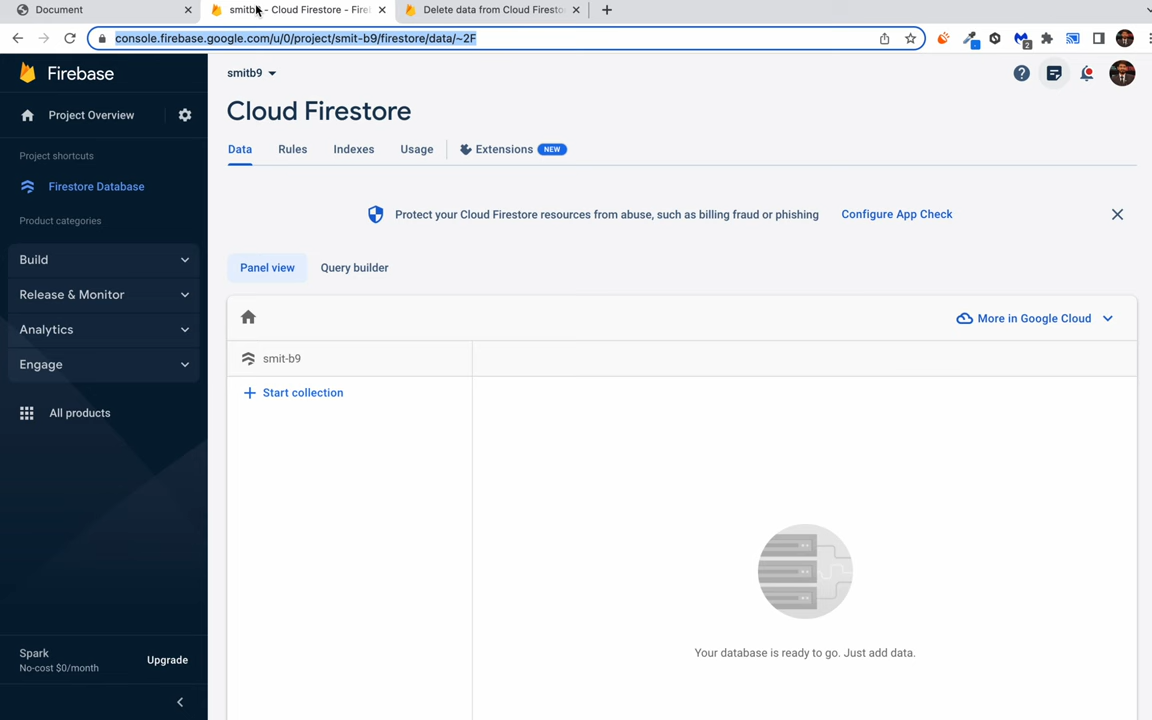 Document
smitb9 - Cloud Firestore - Fire
Delete data from Cloud Firesto
console.firebase.google.com/u/0/project/smit-b9/firestore/data/~2F
2
Firebase
smitb9
Project Overview
Cloud Firestore
Project shortcuts
Data
Rules
Indexes
Usage
Extensions
NEW
Firestore Database
Product categories
Protect your Cloud Firestore resources from abuse, such as billing fraud or phishing
Configure App Check
Build
Panel view
Query builder
Release & Monitor
Analytics
More in Google Cloud
Engage
smit-b9
Start collection
All products
Your database is ready to go. Just add data.
Spark
No-cost $0/month
Upgrade